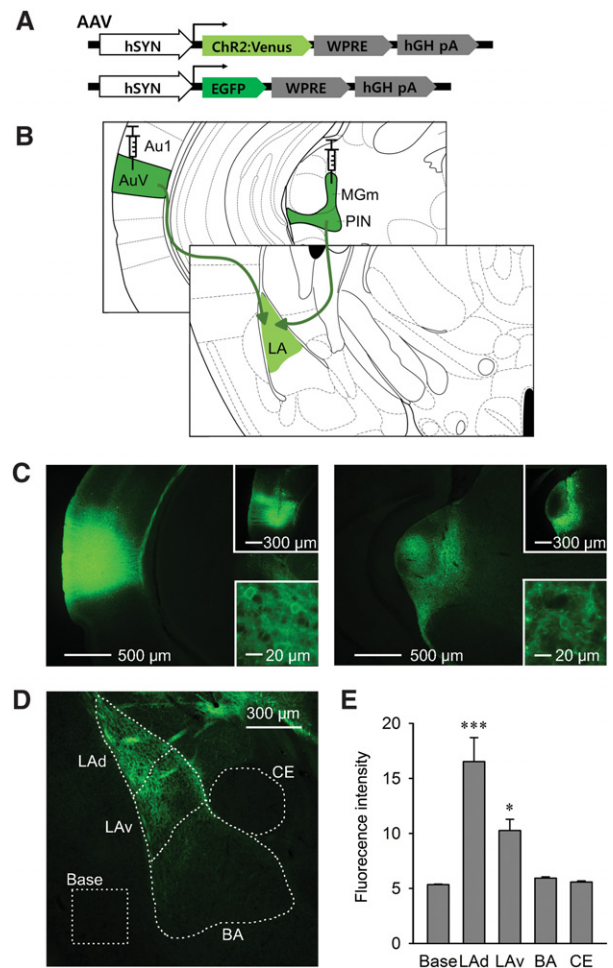 A
AAV
hSYN ChR2:Venus WPRE hGH pA
hSYN EGFP WPRE hGH pA
B
Au1
AuV
MGm
PIN
LA
C
300 µm
500 µm
20 µm
300 µm
500 µm
20 µm
D
300 µm
LAd
CE
LAv
Base
BA
E
Fluorecence intensity
20
15
10
5
0
***
*
Base LAd LAv BA CE